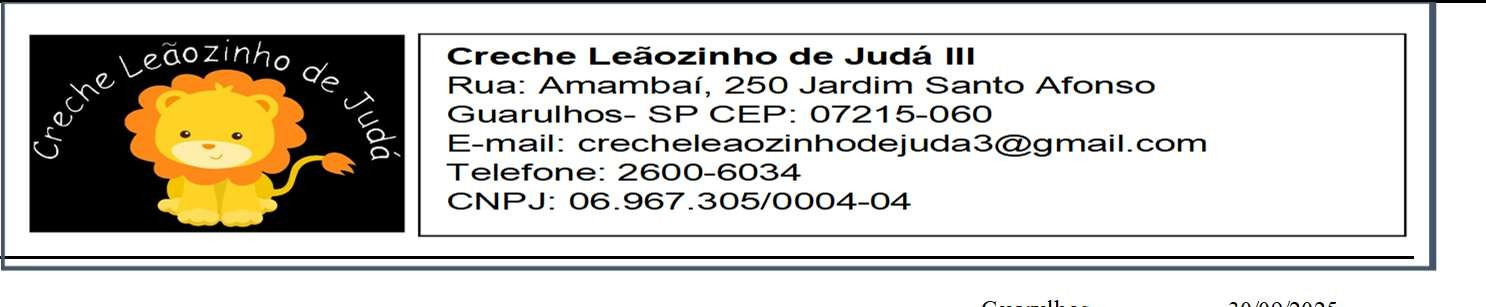 Creche Leãozinho de Judá
Creche Leãozinho de Judá III
Rua: Amambaí, 250 Jardim Santo Afonso
Guarulhos- SP CEP: 07215-060
E-mail: crecheleaozinhodejuda3@gmail.com
Telefone: 2600-6034
CNPJ: 06.967.305/0004-04